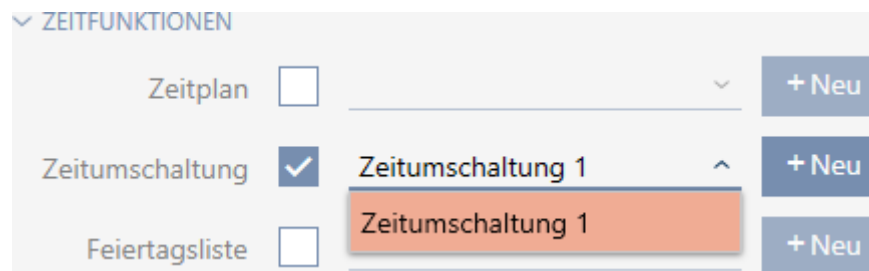 ZEITFUNKTIONEN
Zeitplan + Neu
Zeitumschaltung Zeitumschaltung 1 + Neu
Zeitumschaltung 1
Feiertagsliste + Neu